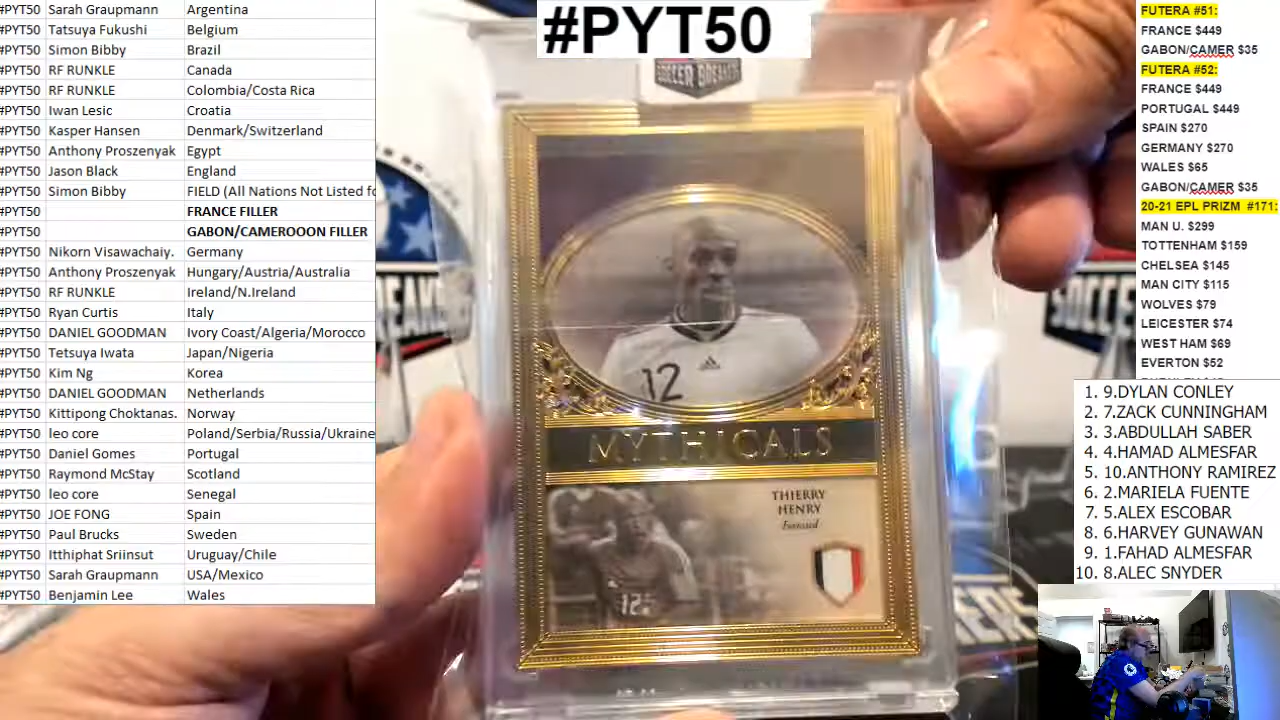 #PYT50 Sarah Graupmann Argentina
#PYT50 Tatsuya Fukushi Belgium
#PYT50 Simon Bibby Brazil
#PYT50 RF RUNKLE Canada
#PYT50 RF RUNKLE Colombia/Costa Rica
#PYT50 Iwan Lesic Croatia
#PYT50 Kasper Hansen Denmark/Switzerland
#PYT50 Anthony Proszenyak Egypt
#PYT50 Jason Black England
#PYT50 Simon Bibby FIELD (All Nations Not Listed fo
#PYT50 FRANCE FILLER
#PYT50 GABON/CAMEROOON FILLER
#PYT50 Nikorn Visawachaiy. Germany
#PYT50 Anthony Proszenyak Hungary/Austria/Australia
#PYT50 RF RUNKLE Ireland/N.Ireland
#PYT50 Ryan Curtis Italy
#PYT50 DANIEL GOODMAN Ivory Coast/Algeria/Morocco
#PYT50 Tetsuya Iwata Japan/Nigeria
#PYT50 Kim Ng Korea
#PYT50 DANIEL GOODMAN Netherlands
#PYT50 Kittipong Choktanas. Norway
#PYT50 leo core Poland/Serbia/Russia/Ukraine
#PYT50 Daniel Gomes Portugal
#PYT50 Raymond McStay Scotland
#PYT50 leo core Senegal
#PYT50 JOE FONG Spain
#PYT50 Paul Brucks Sweden
#PYT50 Itthiphat Sriinsut Uruguay/Chile
#PYT50 Sarah Graupmann USA/Mexico
#PYT50 Benjamin Lee Wales
#PYT50
SOCCER BREAKERS
12
MYTHICALS
THIERRY
HENRY
Forward
12
FUTERA #51:
FRANCE $449
GABON/CAMER $35
FUTERA #52:
FRANCE $449
PORTUGAL $449
SPAIN $270
GERMANY $270
WALES $65
GABON/CAMER $35
20-21 EPL PRIZM #171:
MAN U. $299
TOTTENHAM $159
CHELSEA $145
MAN CITY $115
WOLVES $79
LEICESTER $74
WEST HAM $69
EVERTON $52
1. 9.DYLAN CONLEY
2. 7.ZACK CUNNINGHAM
3. 3.ABDULLAH SABER
4. 4.HAMAD ALMESFAR
5. 10.ANTHONY RAMIREZ
6. 2.MARIELA FUENTE
7. 5.ALEX ESCOBAR
8. 6.HARVEY GUNAWAN
9. 1.FAHAD ALMESFAR
10. 8.ALEC SNYDER